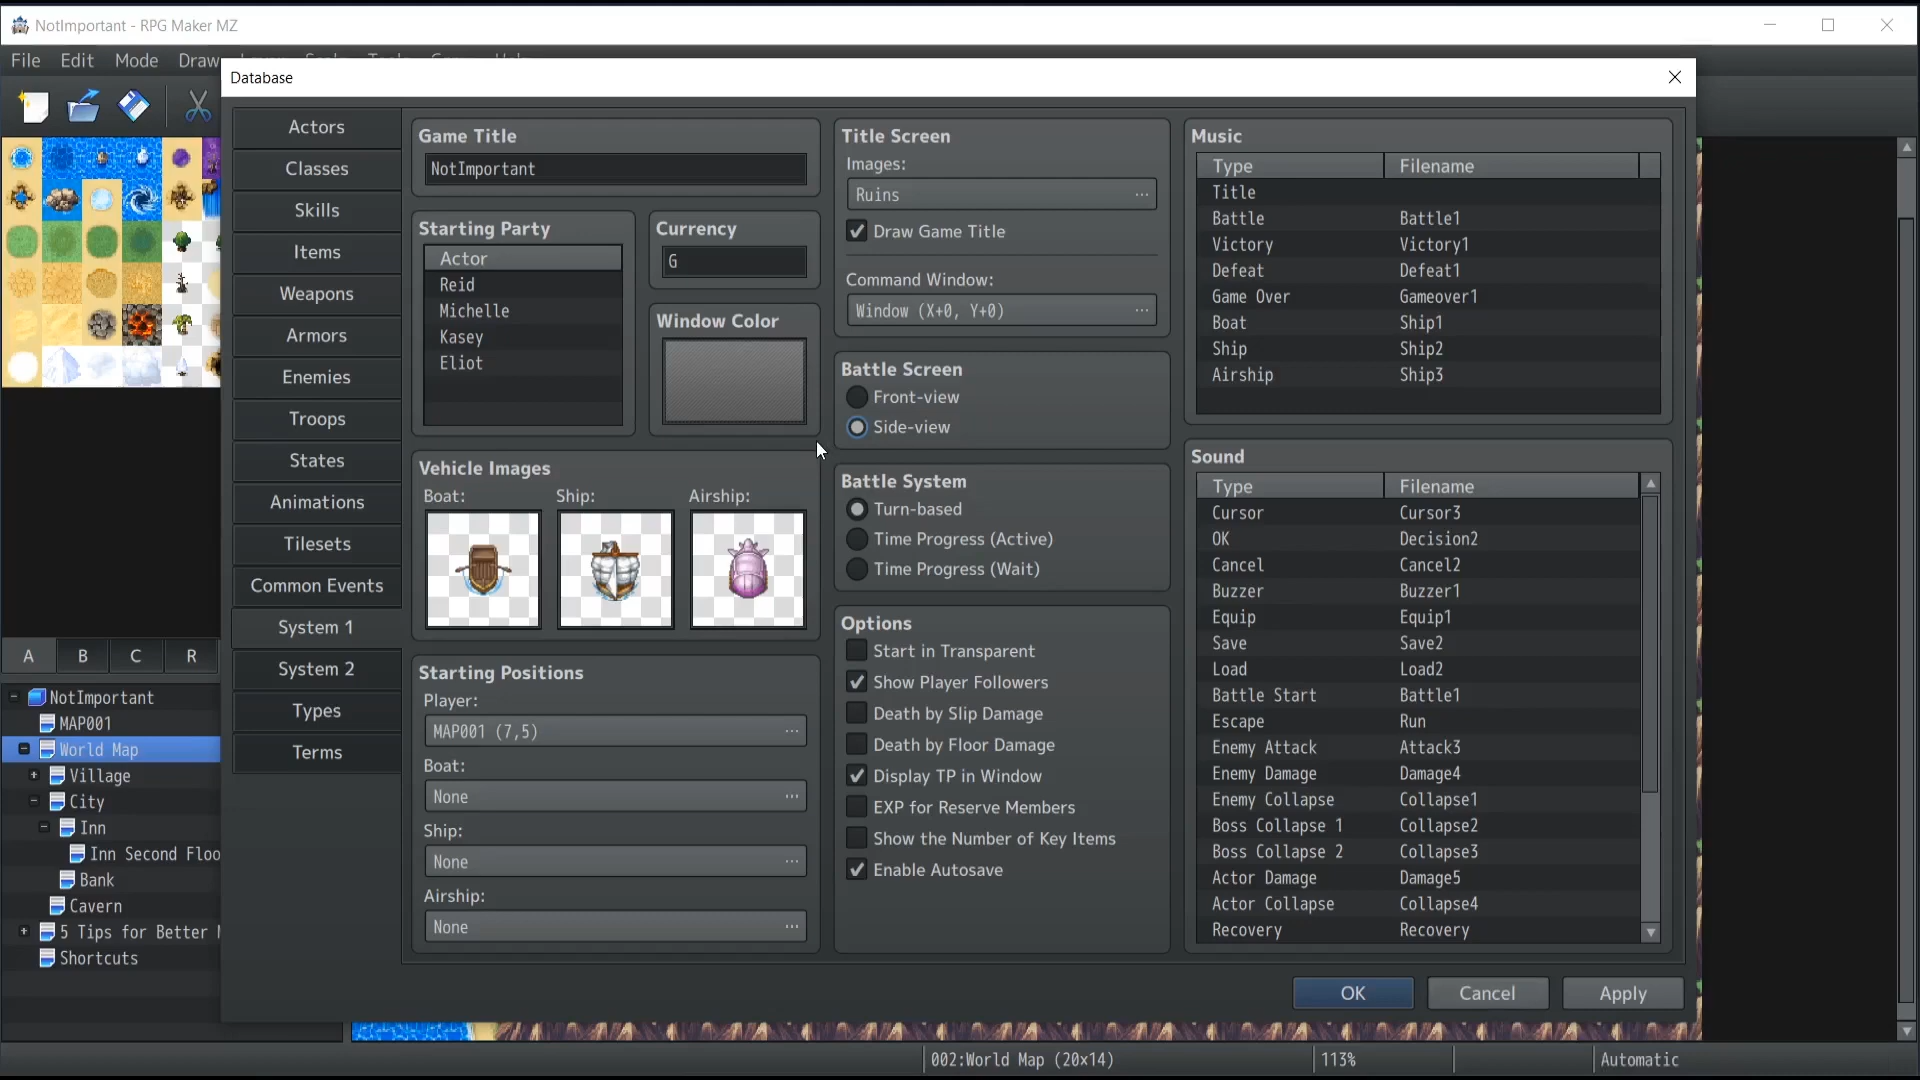 NotImportant - RPG Maker MZ
File Edit Mode Draw
Database
Actors
Classes
Skills
Items
Weapons
Armors
Enemies
Troops
States
Animations
Tilesets
Common Events
System 1
System 2
Types
Terms
Game Title
NotImportant
Starting Party
Actor
Reid
Michelle
Kasey
Eliot
Currency
G
Window Color
Vehicle Images
Boat: Ship: Airship:
Starting Positions
Player:
MAP001 (7,5) ...
Boat:
None ...
Ship:
None ...
Airship:
None ...
Title Screen
Images:
Ruins ...
Draw Game Title
Command Window:
Window (X+0, Y+0) ...
Battle Screen
Front-view
Side-view
Battle System
Turn-based
Time Progress (Active)
Time Progress (Wait)
Options
Start in Transparent
Show Player Followers
Death by Slip Damage
Death by Floor Damage
Display TP in Window
EXP for Reserve Members
Show the Number of Key Items
Enable Autosave
Music
Type Filename
Title
Battle Battle1
Victory Victory1
Defeat Defeat1
Game Over Gameover1
Boat Ship1
Ship Ship2
Airship Ship3
Sound
Type Filename
Cursor Cursor3
OK Decision2
Cancel Cancel2
Buzzer Buzzer1
Equip Equip1
Save Save2
Load Load2
Battle Start Battle1
Escape Run
Enemy Attack Attack3
Enemy Damage Damage4
Enemy Collapse Collapse1
Boss Collapse 1 Collapse2
Boss Collapse 2 Collapse3
Actor Damage Damage5
Actor Collapse Collapse4
Recovery Recovery
OK Cancel Apply
A B C R
NotImportant
MAP001
World Map
Village
City
Inn
Inn Second Floo
Bank
Cavern
5 Tips for Better
Shortcuts
002:World Map (20x14) 113% Automatic